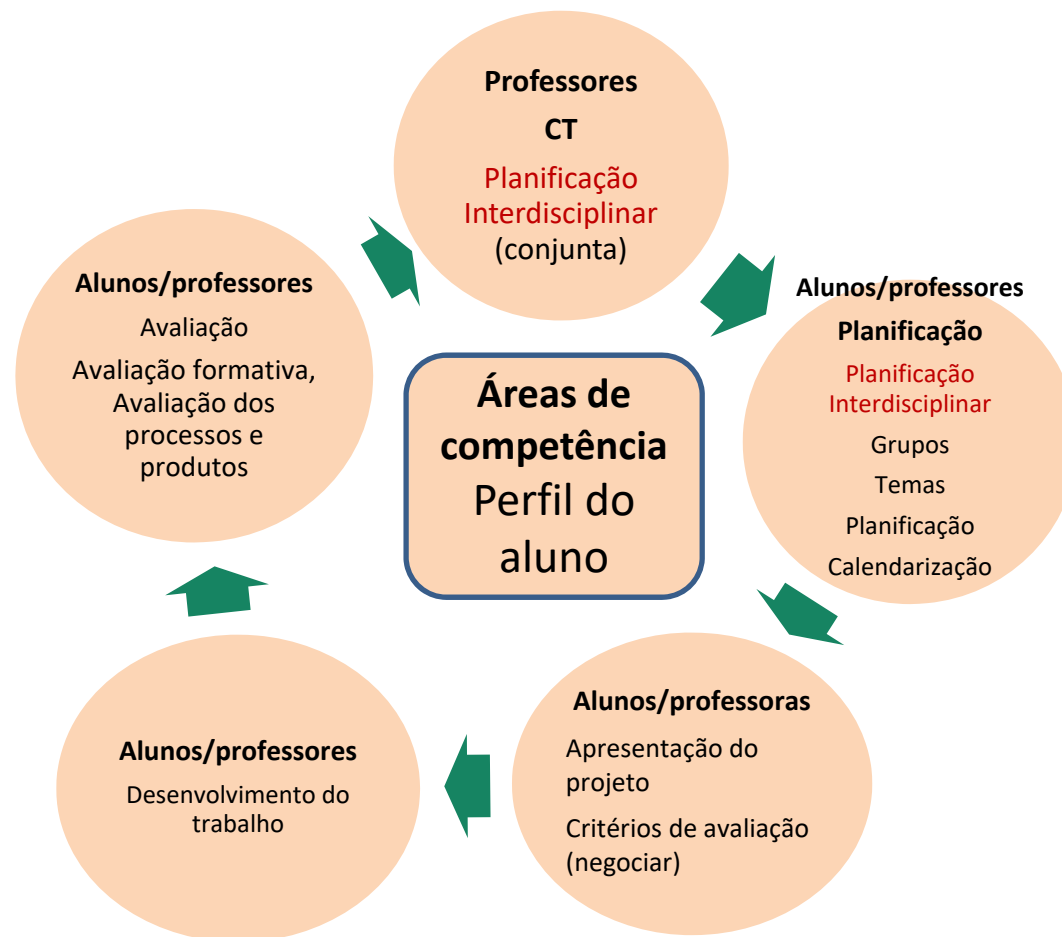 Professores
CT
Planificação
Interdisciplinar
(conjunta)
Alunos/professores
Planificação
Planificação
Interdisciplinar
Grupos
Temas
Planificação
Calendarização
Alunos/professoras
Apresentação do
projeto
Critérios de avaliação
(negociar)
Alunos/professores
Desenvolvimento do
trabalho
Alunos/professores
Avaliação
Avaliação formativa,
Avaliação dos
processos e
produtos
Áreas de
competência
Perfil do
aluno